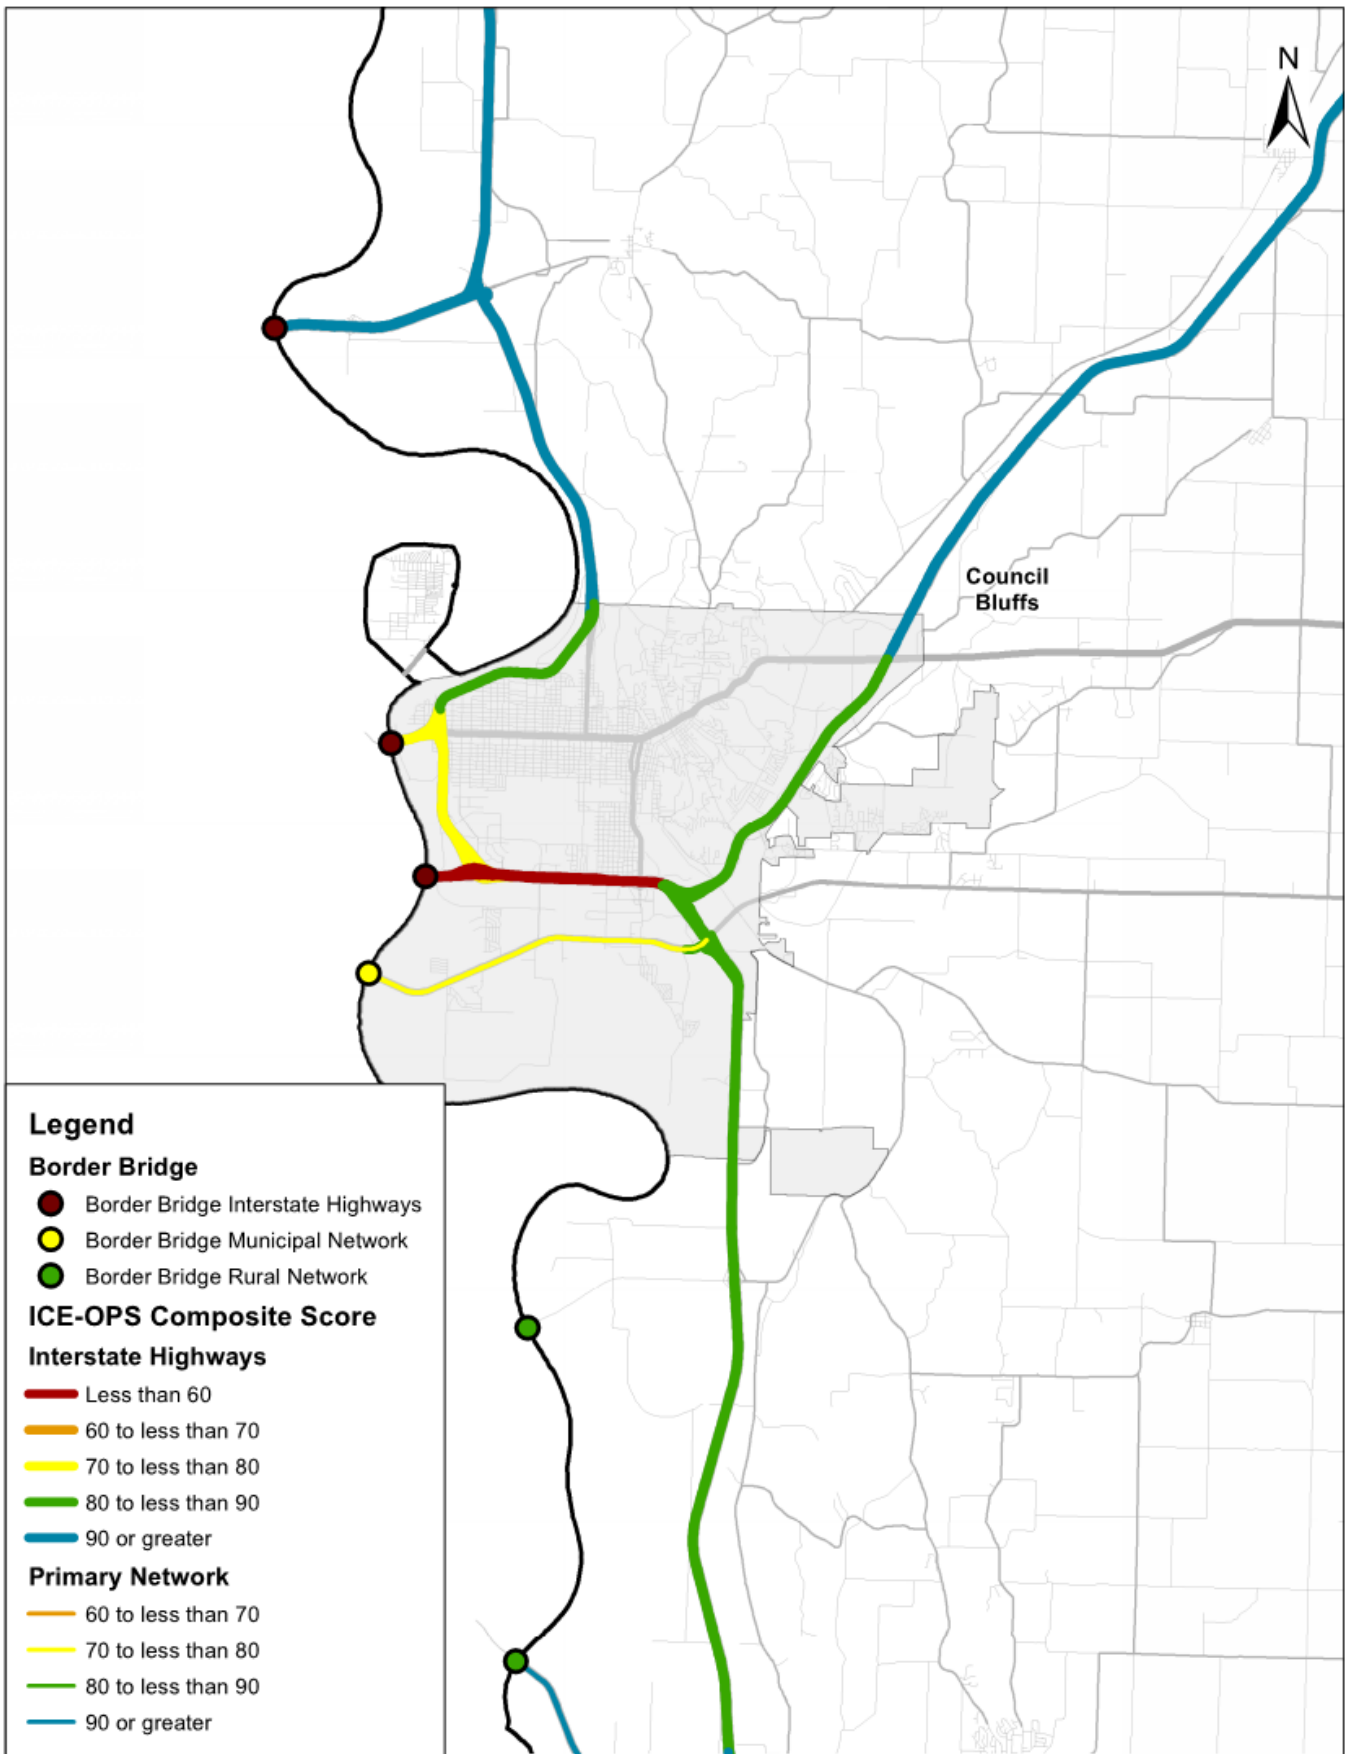 N
Council
Bluffs
Legend
Border Bridge
Border Bridge Interstate Highways
Border Bridge Municipal Network
Border Bridge Rural Network
ICE-OPS Composite Score
Interstate Highways
Less than 60
60 to less than 70
70 to less than 80
80 to less than 90
90 or greater
Primary Network
60 to less than 70
70 to less than 80
80 to less than 90
90 or greater